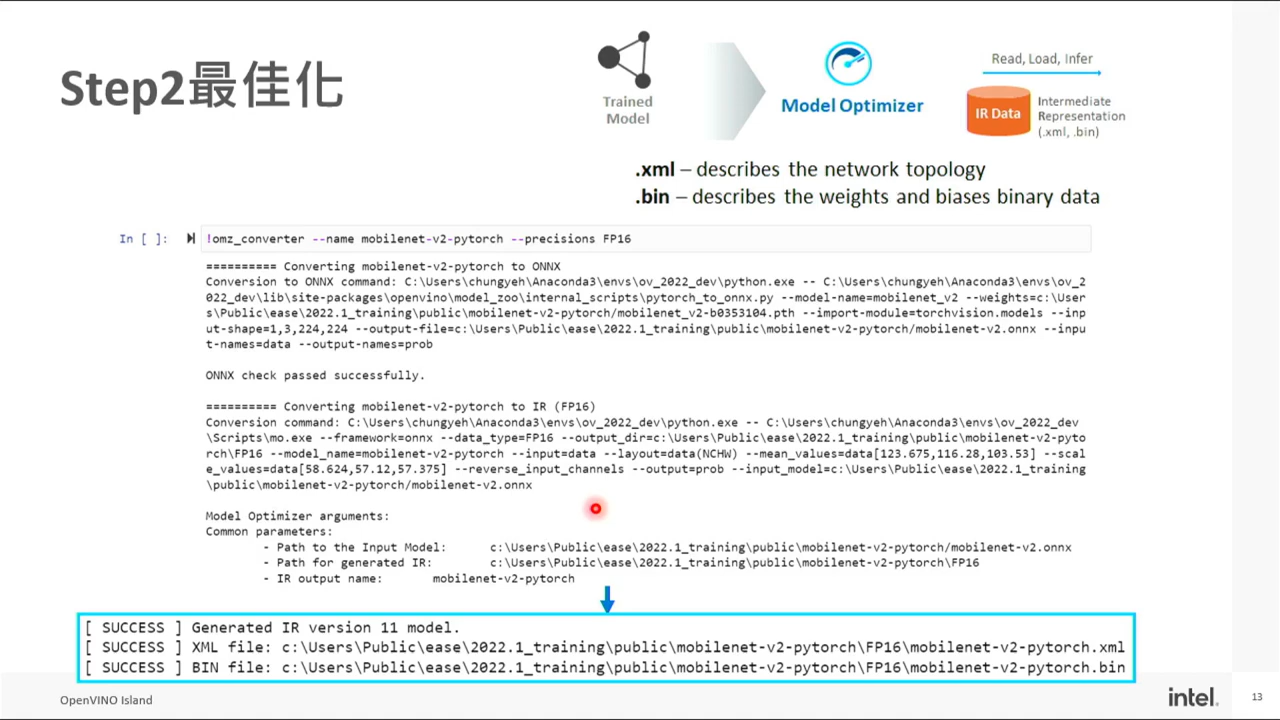 Step2最佳化
Trained
Model
Model Optimizer
Read, Load, Infer
IR Data
Intermediate
Representation
(.xml, .bin)
.xml – describes the network topology
.bin – describes the weights and biases binary data
In [ ]:
!omz_converter --name mobilenet-v2-pytorch --precisions FP16
========== Converting mobilenet-v2-pytorch to ONNX
Conversion to ONNX command: C:\Users\chungyeh\Anaconda3\envs\ov_2022_dev\python.exe -- C:\Users\chungyeh\Anaconda3\envs\ov_2
022_dev\lib\site-packages\openvino\model_zoo\internal_scripts\pytorch_to_onnx.py --model-name=mobilenet_v2 --weights=c:\User
s\Public\ease\2022.1_training\public\mobilenet-v2-pytorch/mobilenet_v2-b0353104.pth --import-module=torchvision.models --inp
ut-shape=1,3,224,224 --output-file=c:\Users\Public\ease\2022.1_training\public\mobilenet-v2-pytorch/mobilenet-v2.onnx --inpu
t-names=data --output-names=prob
ONNX check passed successfully.
========== Converting mobilenet-v2-pytorch to IR (FP16)
Conversion command: C:\Users\chungyeh\Anaconda3\envs\ov_2022_dev\python.exe -- C:\Users\chungyeh\Anaconda3\envs\ov_2022_dev
\Scripts\mo.exe --framework=onnx --data_type=FP16 --output_dir=c:\Users\Public\ease\2022.1_training\public\mobilenet-v2-pyto
rch\FP16 --model_name=mobilenet-v2-pytorch --input=data --layout=data(NCHW) --mean_values=data[123.675,116.28,103.53] --scal
e_values=data[58.624,57.12,57.375] --reverse_input_channels --output=prob --input_model=c:\Users\Public\ease\2022.1_training
\public\mobilenet-v2-pytorch/mobilenet-v2.onnx
Model Optimizer arguments:
Common parameters:
- Path to the Input Model: c:\Users\Public\ease\2022.1_training\public\mobilenet-v2-pytorch/mobilenet-v2.onnx
- Path for generated IR: c:\Users\Public\ease\2022.1_training\public\mobilenet-v2-pytorch\FP16
- IR output name: mobilenet-v2-pytorch
[ SUCCESS ] Generated IR version 11 model.
[ SUCCESS ] XML file: c:\Users\Public\ease\2022.1_training\public\mobilenet-v2-pytorch\FP16\mobilenet-v2-pytorch.xml
[ SUCCESS ] BIN file: c:\Users\Public\ease\2022.1_training\public\mobilenet-v2-pytorch\FP16\mobilenet-v2-pytorch.bin
OpenVINO Island
intel.
13